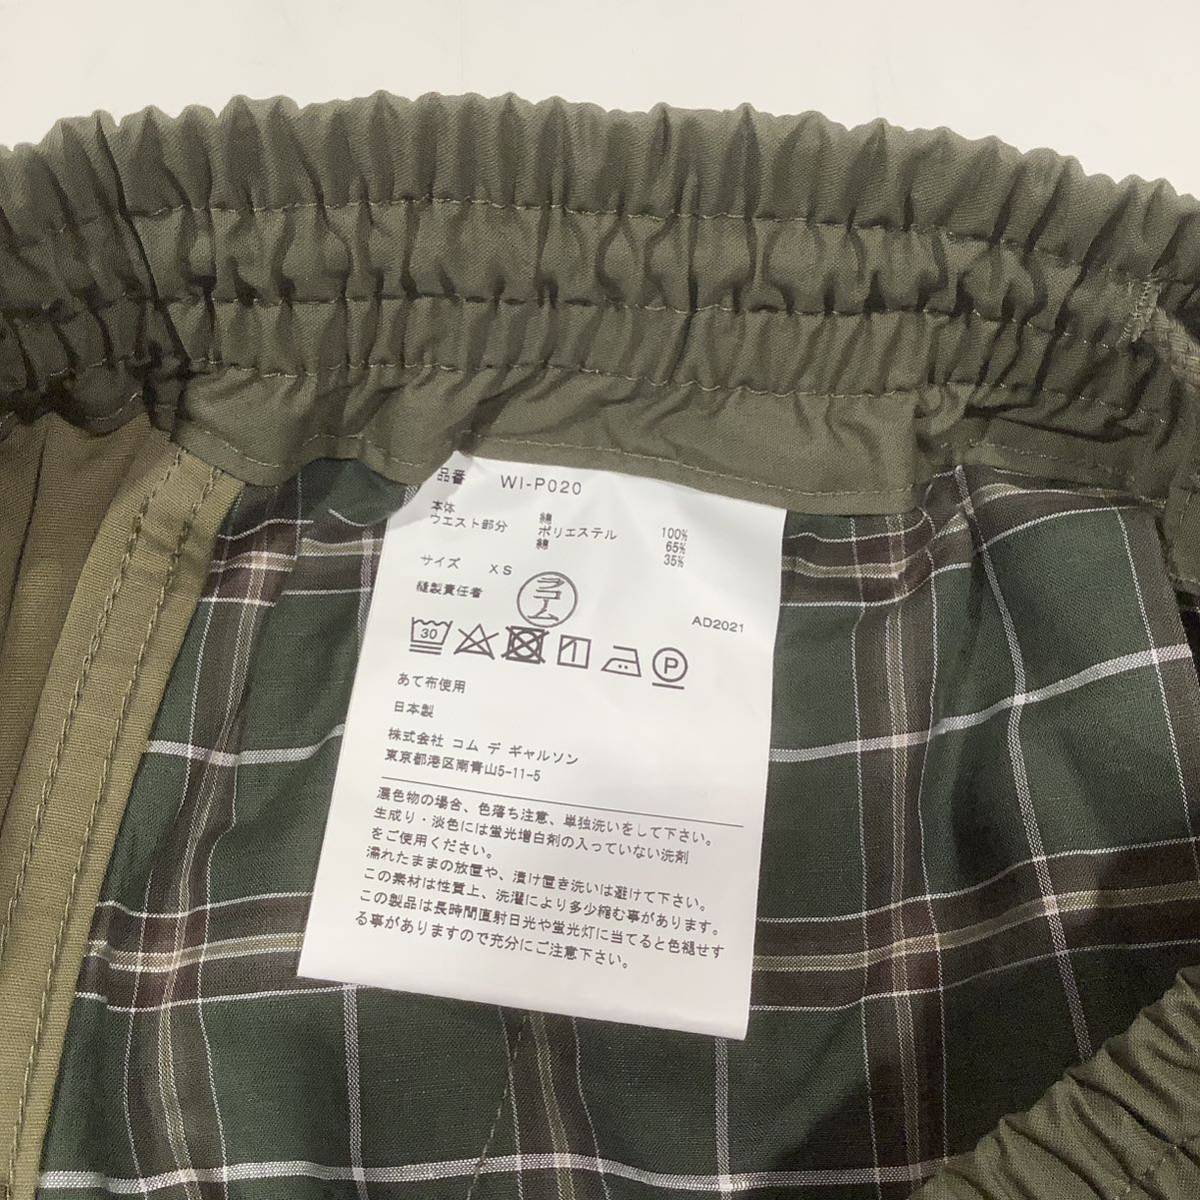 品番 WI-P020
本体 綿 100%
ウエスト部分 ポリエステル 65%
綿 35%
サイズ XS
縫製責任者 コム AD2021
30 P
あて布使用
日本製
株式会社 コム デ ギャルソン
東京都港区南青山5-11-5
濃色物の場合、色落ち注意、単独洗いをして下さい。
生成り・淡色には蛍光増白剤の入っていない洗剤
をご使用ください。
濡れたままの放置や、漬け置き洗いは避けて下さい。
この素材は性質上、洗濯により多少縮む事があります。
この製品は長時間直射日光や蛍光灯に当てると色褪せす
る事がありますので充分にご注意下さい。